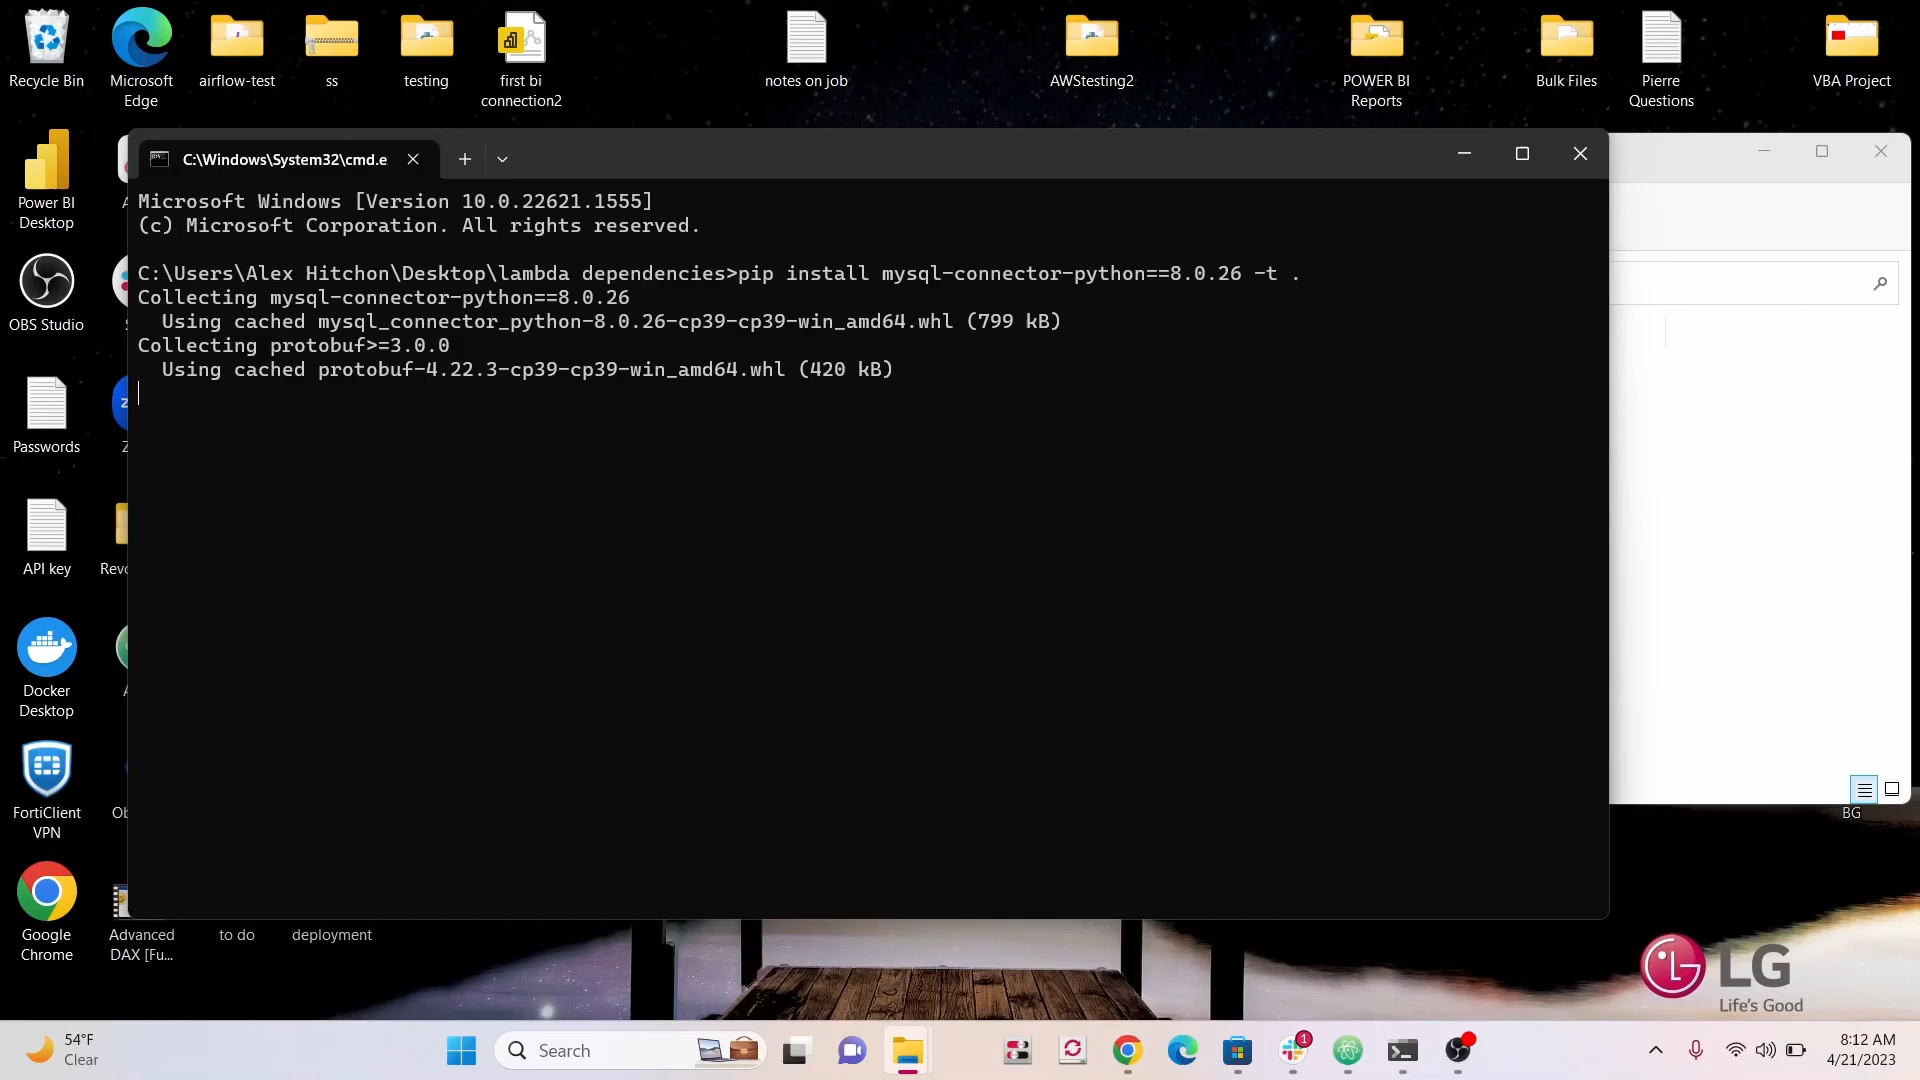 Recycle Bin
Microsoft Edge
airflow-test
ss
testing
first bi connection2
notes on job
AWStesting2
POWER BI Reports
Bulk Files
Pierre Questions
VBA Project
Power BI Desktop
OBS Studio
Passwords
API key
Docker Desktop
FortiClient VPN
Google Chrome
Advanced DAX [Fu...
to do
deployment
C:\Windows\System32\cmd.e
Microsoft Windows [Version 10.0.22621.1555]
(c) Microsoft Corporation. All rights reserved.
C:\Users\Alex Hitchon\Desktop\lambda dependencies>pip install mysql-connector-python==8.0.26 -t .
Collecting mysql-connector-python==8.0.26
Using cached mysql_connector_python-8.0.26-cp39-cp39-win_amd64.whl (799 kB)
Collecting protobuf>=3.0.0
Using cached protobuf-4.22.3-cp39-cp39-win_amd64.whl (420 kB)
BG
LG
Life's Good
54°F
Clear
Search
1
8:12 AM
4/21/2023